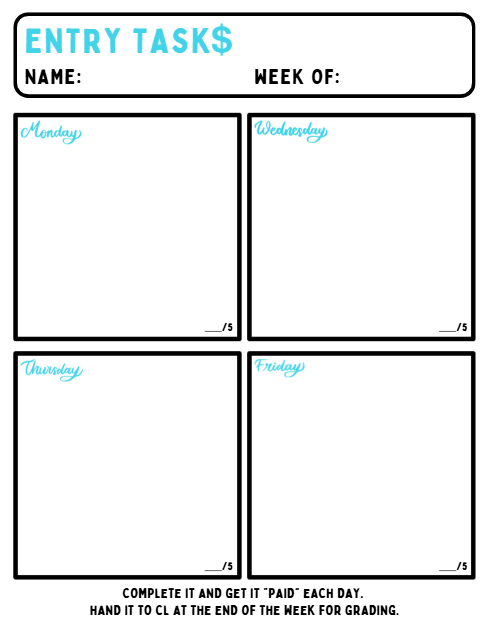 ENTRY TASK$
NAME: WEEK OF:
Monday
Wednesday
___/5
___/5
Thursday
Friday
___/5
___/5
COMPLETE IT AND GET IT "PAID" EACH DAY.
HAND IT TO CL AT THE END OF THE WEEK FOR GRADING.